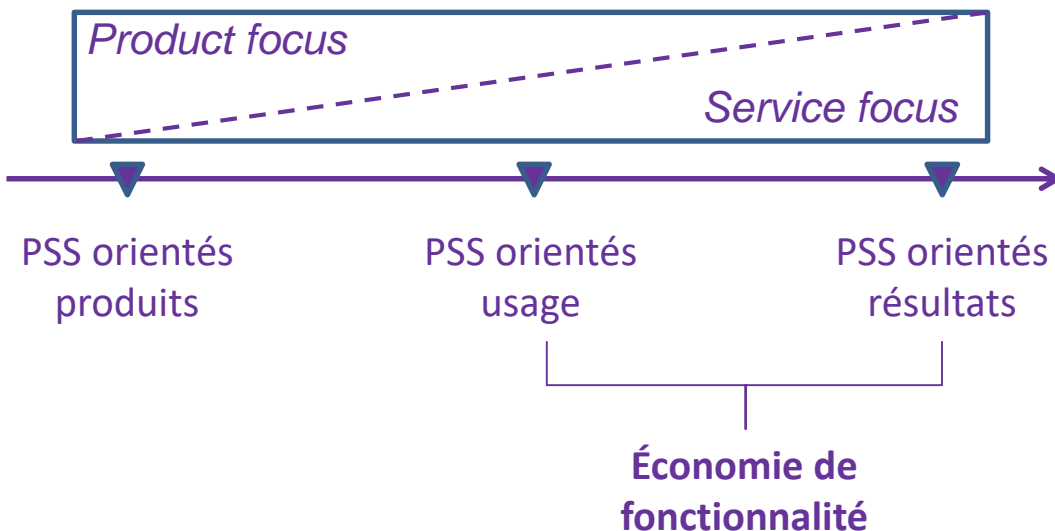 Product focus
Service focus
PSS orientés
produits
PSS orientés
usage
PSS orientés
résultats
Économie de
fonctionnalité